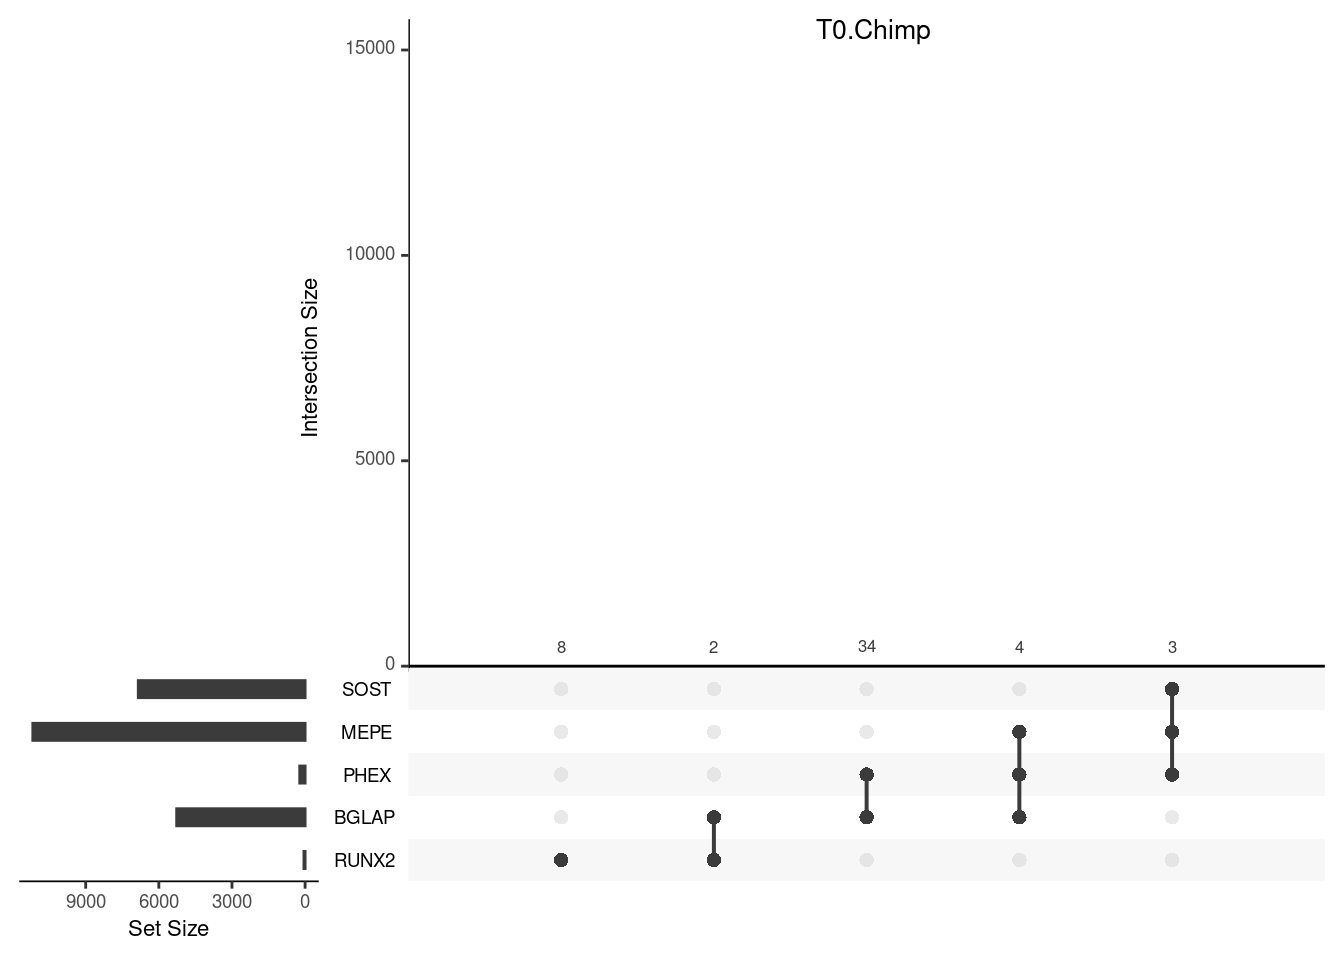 T0.Chimp
15000
10000
5000
0
Intersection Size
8 2 34 4 3
SOST
MEPE
PHEX
BGLAP
RUNX2
9000 6000 3000 0
Set Size